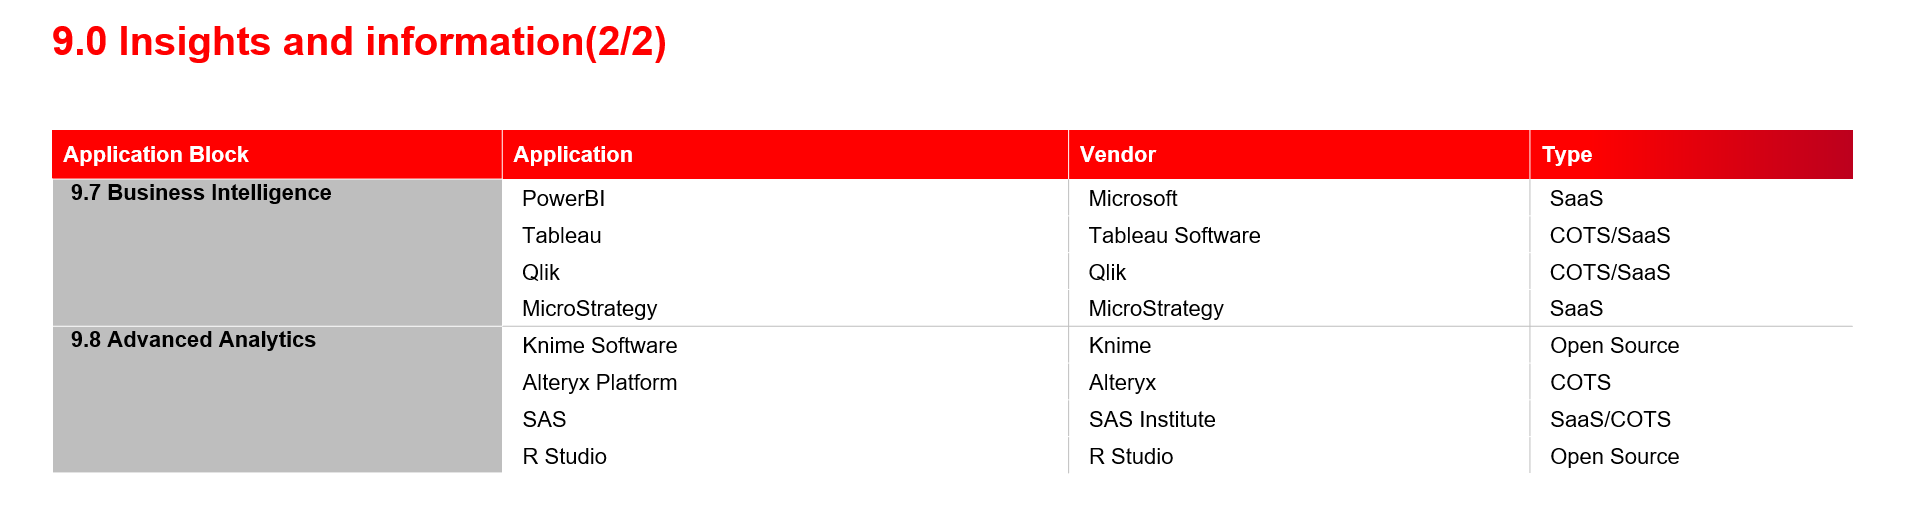 9.0 Insights and information(2/2)
Application Block Application Vendor Type
9.7 Business Intelligence PowerBI Microsoft SaaS
Tableau Tableau Software COTS/SaaS
Qlik Qlik COTS/SaaS
MicroStrategy MicroStrategy SaaS
9.8 Advanced Analytics Knime Software Knime Open Source
Alteryx Platform Alteryx COTS
SAS SAS Institute SaaS/COTS
R Studio R Studio Open Source